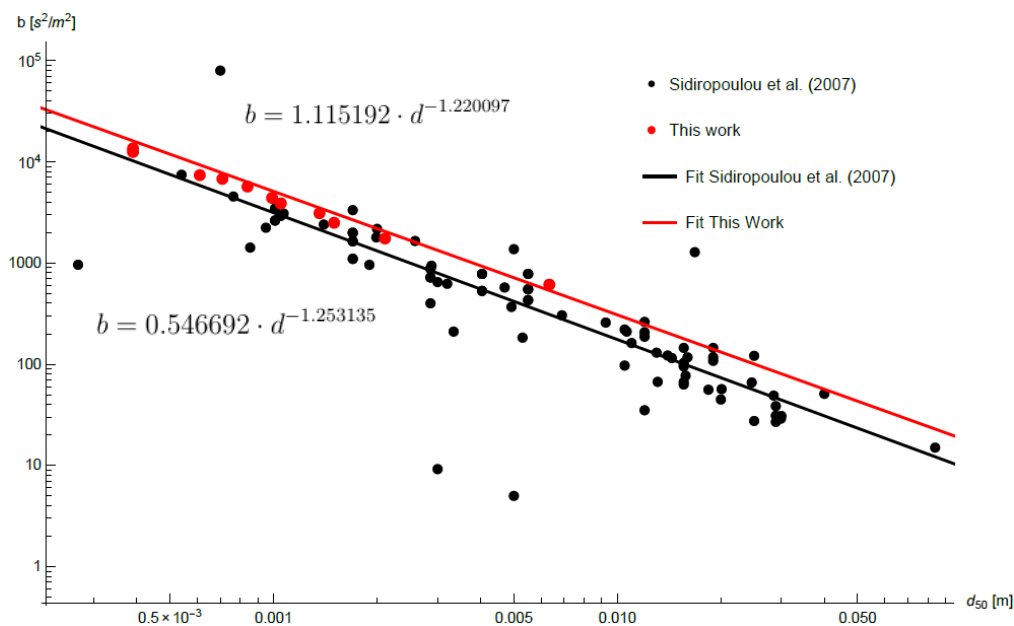 b [s²/m²]
10⁵
10⁴
1000
100
10
1
b = 1.115192 · d^−1.220097
b = 0.546692 · d^−1.253135
Sidiropoulou et al. (2007)
This work
Fit Sidiropoulou et al. (2007)
Fit This Work
0.5 × 10⁻³
0.001
0.005
0.010
0.050
d₅₀ [m]